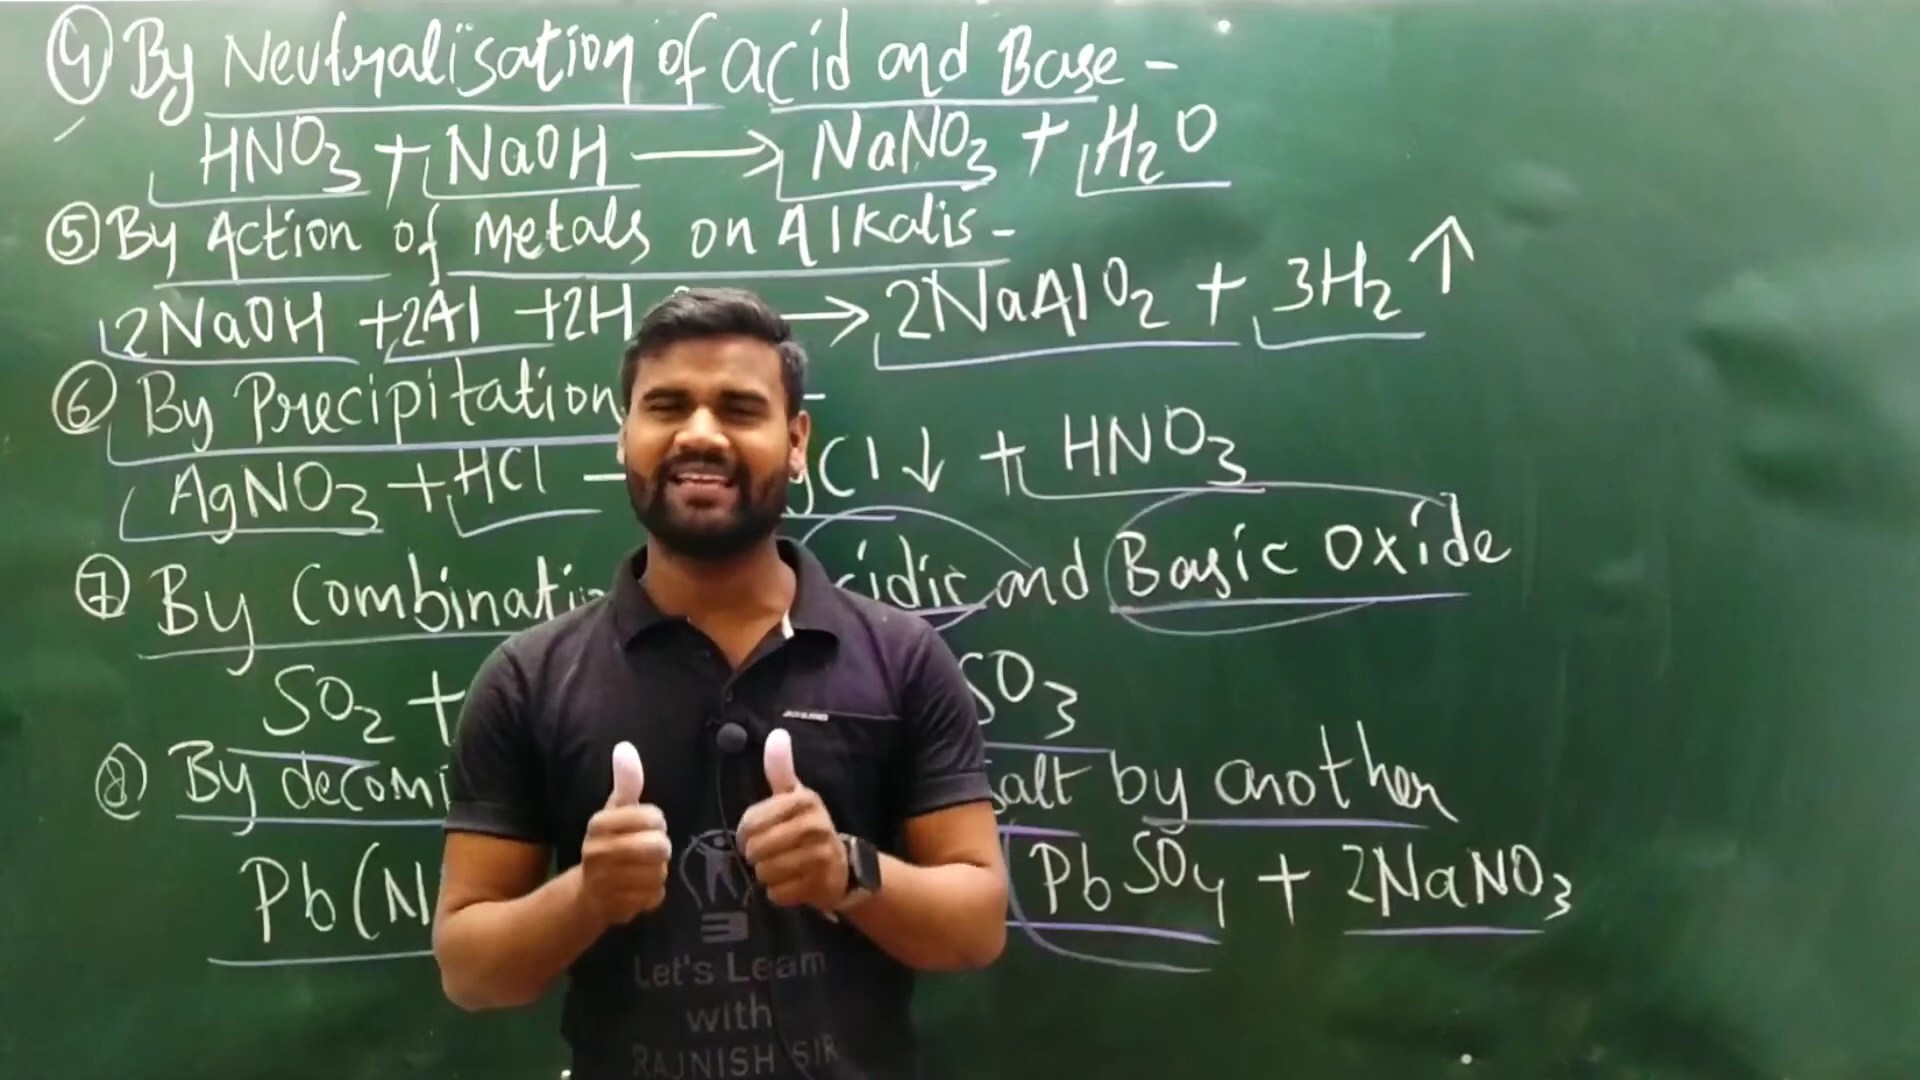 ④ By Neutralisation of acid and Base -
HNO₃ + NaOH ⟶ NaNO₃ + H₂O
⑤ By Action of Metals on Alkalis -
2NaOH + 2Al + 2H ⟶ 2NaAlO₂ + 3H₂ ↑
⑥ By Precipitation -
AgNO₃ + HCl - gCl ↓ + HNO₃
⑦ By Combinati cidic and Basic Oxide
SO₂ + SO₃
⑧ By decomi salt by another
Pb(N PbSO₄ + 2NaNO₃
Let's Learn
with
RAJNISH SIR